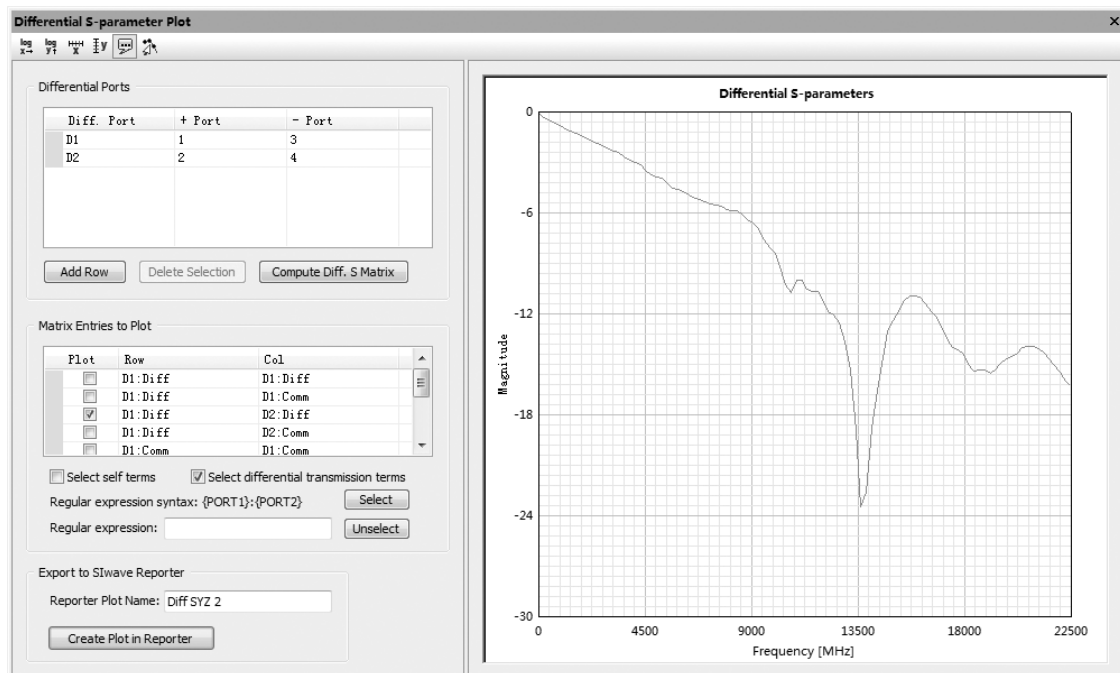 Differential S-parameter Plot
log x→ log y↑ x y
Differential Ports
Diff. Port + Port - Port
D1 1 3
D2 2 4
Add Row Delete Selection Compute Diff. S Matrix
Matrix Entries to Plot
Plot Row Col
D1:Diff D1:Diff
D1:Diff D1:Comm
D1:Diff D2:Diff
D1:Diff D2:Comm
D1:Comm D1:Comm
Select self terms Select differential transmission terms
Regular expression syntax: {PORT1}:{PORT2} Select
Regular expression: Unselect
Export to SIwave Reporter
Reporter Plot Name: Diff SYZ 2
Create Plot in Reporter
Differential S-parameters
0
-6
-12
-18
-24
-30
Magnitude
0 4500 9000 13500 18000 22500
Frequency [MHz]